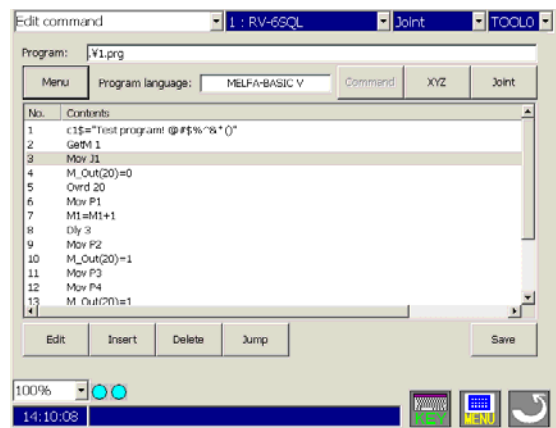 Edit command 1 : RV-6SQL Joint TOOL0
Program: .¥1.prg
Menu Program language: MELFA-BASIC V Command XYZ Joint
No. Contents
1 c1$="Test program! @#$%^&*()"
2 GetM 1
3 Mov J1
4 M_Out(20)=0
5 Ovrd 20
6 Mov P1
7 M1=M1+1
8 Dly 3
9 Mov P2
10 M_Out(20)=1
11 Mov P3
12 Mov P4
13 M_Out(20)=1
Edit Insert Delete Jump Save
100%
14:10:08 KEY MENU